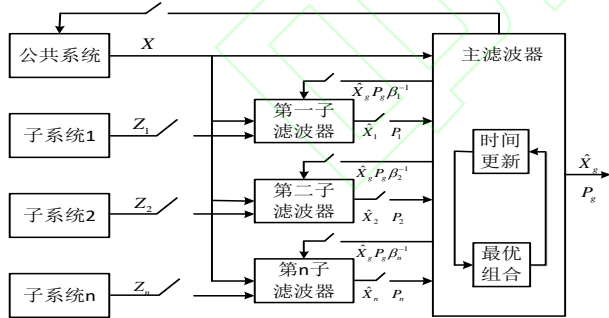 公共系统
X
主滤波器
X̂_g P_g β_1^{-1}
子系统1
Z_1
第一子
滤波器
X̂_1 P_1
X̂_g P_g β_2^{-1}
子系统2
Z_2
第二子
滤波器
X̂_2 P_2
X̂_g P_g β_n^{-1}
子系统n
Z_n
第n子
滤波器
X̂_n P_n
时间
更新
最优
组合
X̂_g
P_g